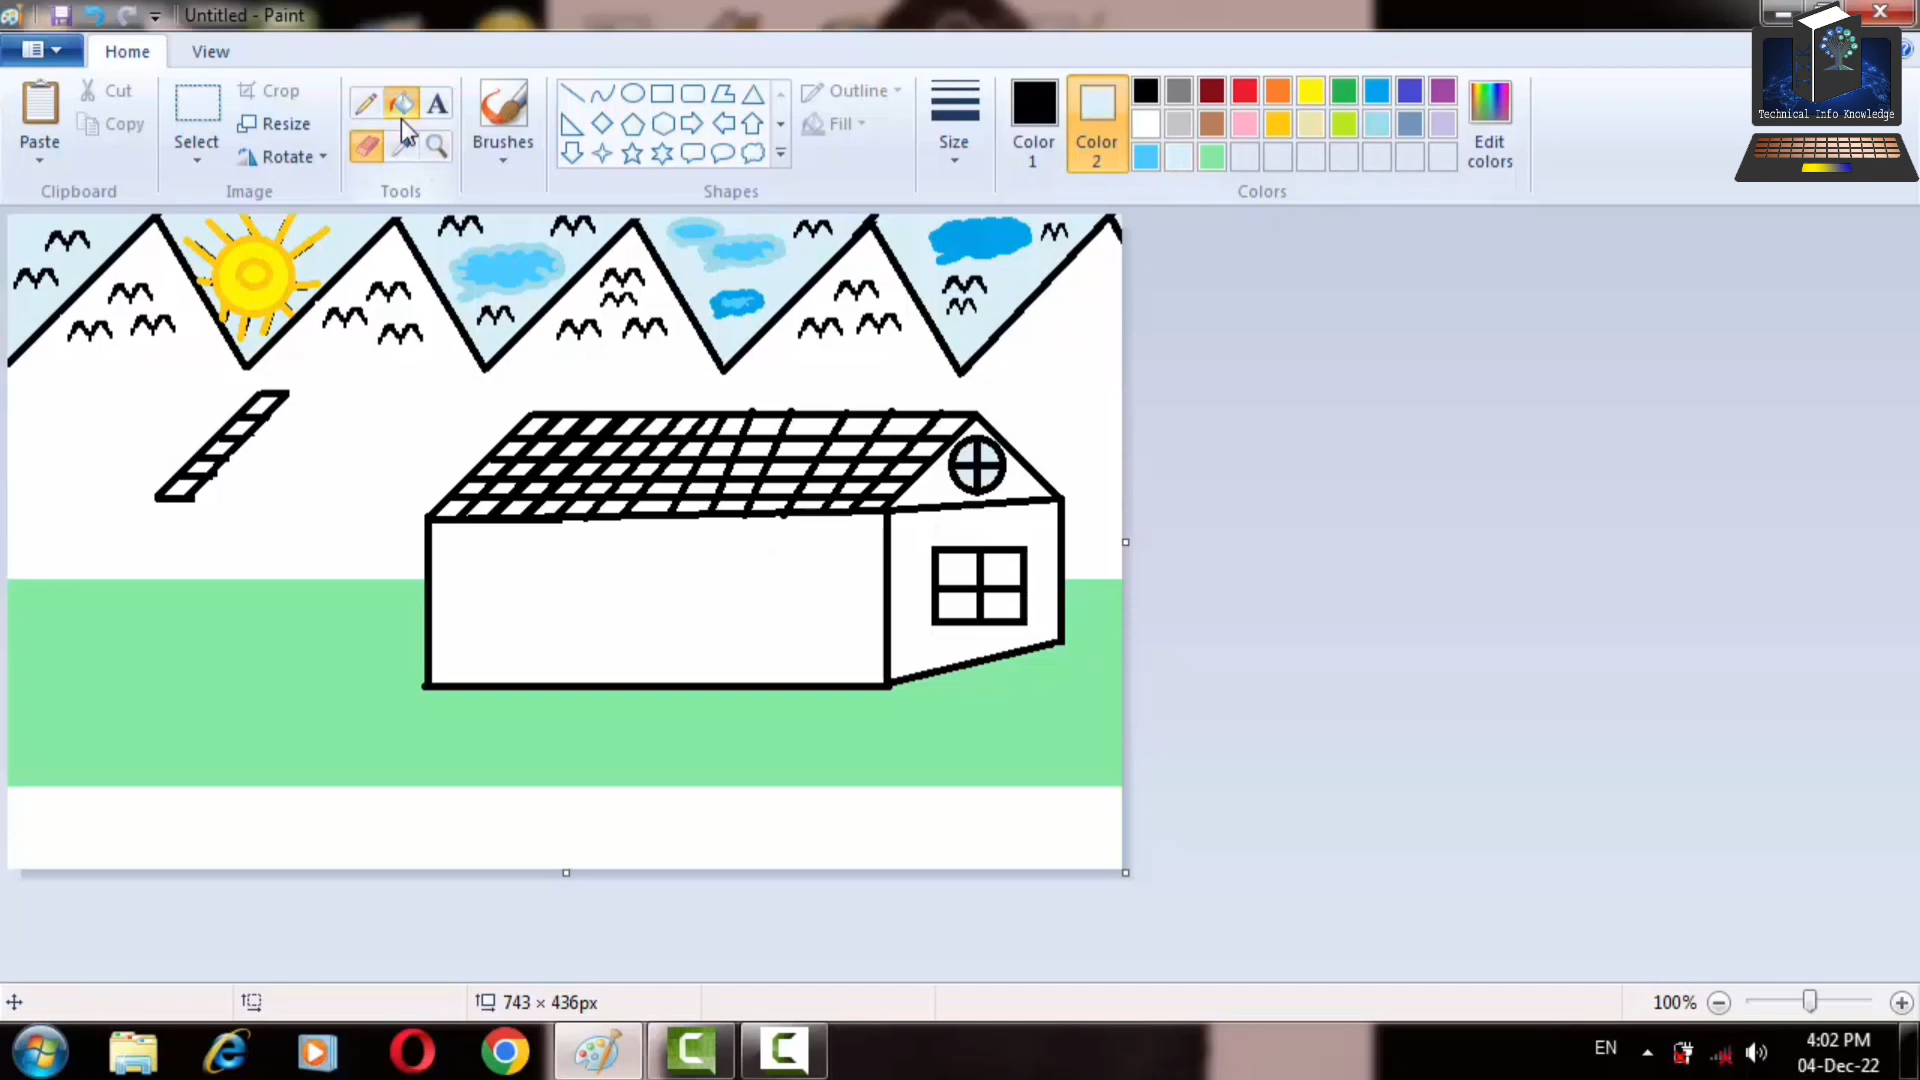 Untitled - Paint
Home
View
Paste
Cut
Copy
Clipboard
Select
Crop
Resize
Rotate
Image
A
Tools
Brushes
Shapes
Outline
Fill
Size
Color 1
Color 2
Edit colors
Colors
Technical Info Knowledge
743 × 436px
100%
EN
4:02 PM
04-Dec-22